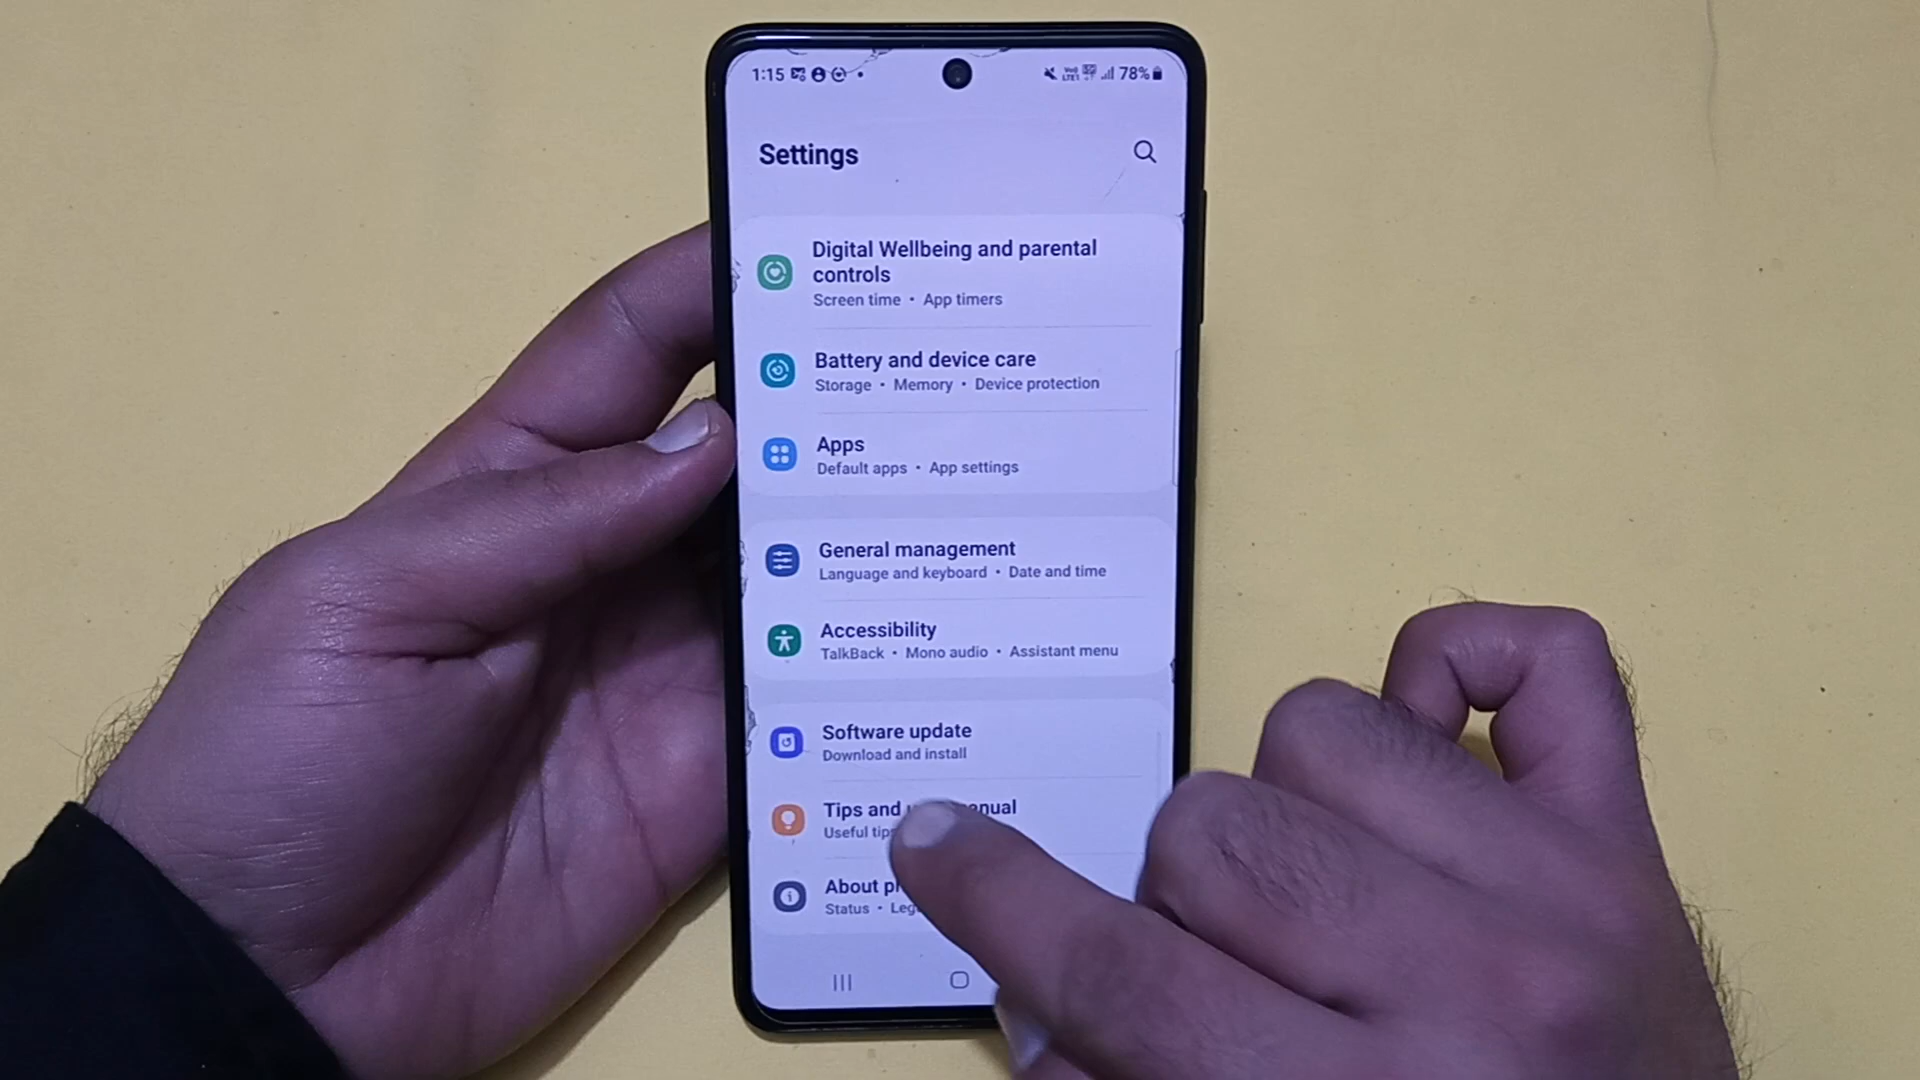 1:15
78%
Settings
Digital Wellbeing and parental
controls
Screen time • App timers
Battery and device care
Storage • Memory • Device protection
Apps
Default apps • App settings
General management
Language and keyboard • Date and time
Accessibility
TalkBack • Mono audio • Assistant menu
Software update
Download and install
Tips and
Useful tips
About
Status